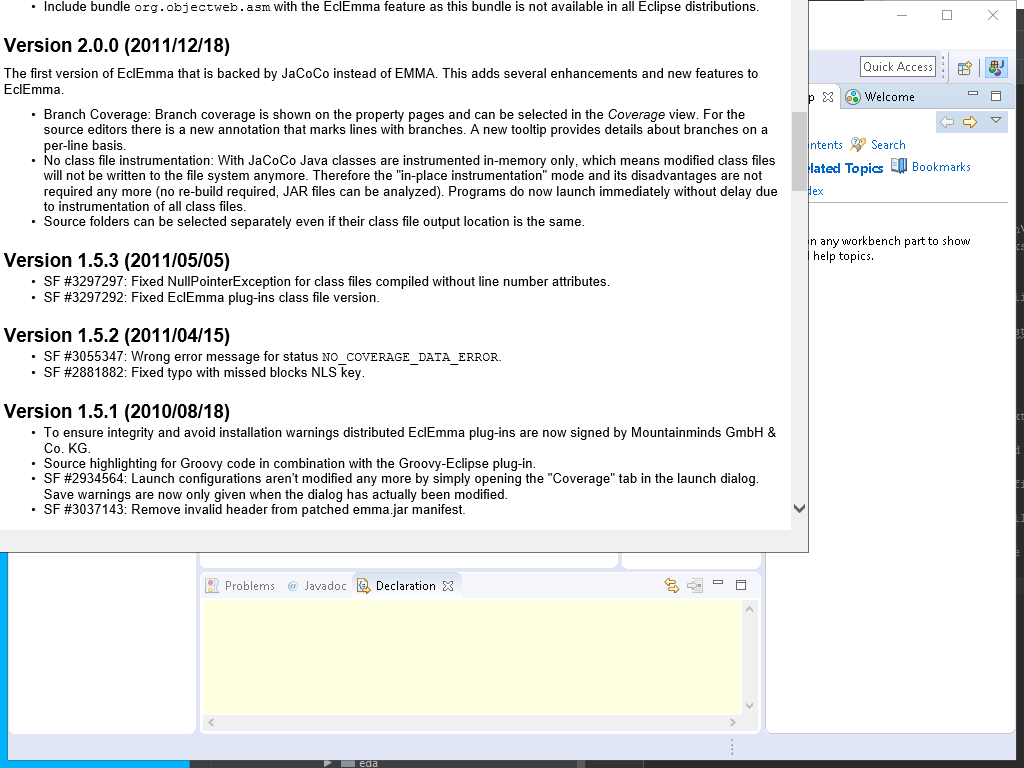 • Include bundle org.objectweb.asm with the EclEmma feature as this bundle is not available in all Eclipse distributions.
Version 2.0.0 (2011/12/18)
The first version of EclEmma that is backed by JaCoCo instead of EMMA. This adds several enhancements and new features to
EclEmma.
• Branch Coverage: Branch coverage is shown on the property pages and can be selected in the Coverage view. For the
source editors there is a new annotation that marks lines with branches. A new tooltip provides details about branches on a
per-line basis.
• No class file instrumentation: With JaCoCo Java classes are instrumented in-memory only, which means modified class files
will not be written to the file system anymore. Therefore the "in-place instrumentation" mode and its disadvantages are not
required any more (no re-build required, JAR files can be analyzed). Programs do now launch immediately without delay due
to instrumentation of all class files.
• Source folders can be selected separately even if their class file output location is the same.
Version 1.5.3 (2011/05/05)
• SF #3297297: Fixed NullPointerException for class files compiled without line number attributes.
• SF #3297292: Fixed EclEmma plug-ins class file version.
Version 1.5.2 (2011/04/15)
• SF #3055347: Wrong error message for status NO_COVERAGE_DATA_ERROR.
• SF #2881882: Fixed typo with missed blocks NLS key.
Version 1.5.1 (2010/08/18)
• To ensure integrity and avoid installation warnings distributed EclEmma plug-ins are now signed by Mountainminds GmbH &
Co. KG.
• Source highlighting for Groovy code in combination with the Groovy-Eclipse plug-in.
• SF #2934564: Launch configurations aren't modified any more by simply opening the "Coverage" tab in the launch dialog.
Save warnings are now only given when the dialog has actually been modified.
• SF #3037143: Remove invalid header from patched emma.jar manifest.
Quick Access
p Welcome
ntents Search
elated Topics Bookmarks
dex
n any workbench part to show
help topics.
Problems @ Javadoc Declaration
eda